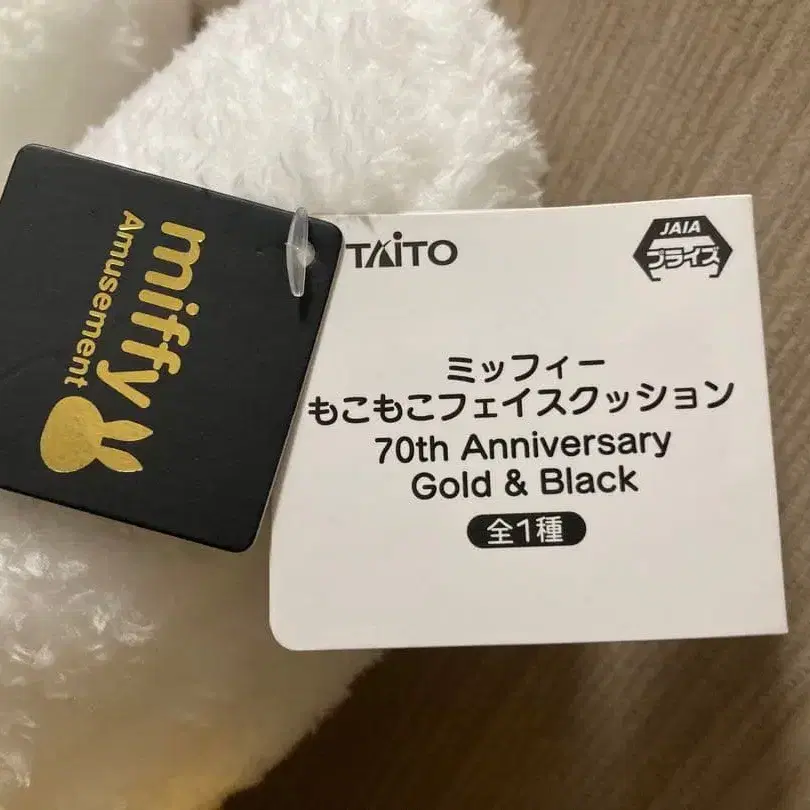 miffy
Amusement
TAITO
JAIA
プライズ
ミッフィー
もこもこフェイスクッション
70th Anniversary
Gold & Black
全1種